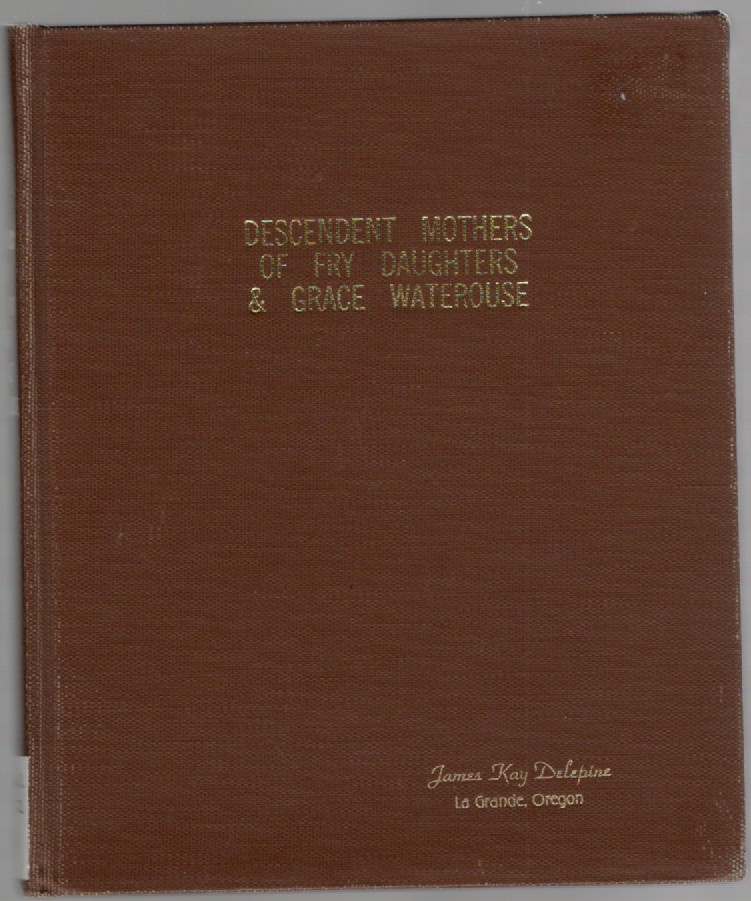 DESCENDENT MOTHERS
OF FRY DAUGHTERS
& GRACE WATEROUSE
James Kay Delepine
La Grande, Oregon